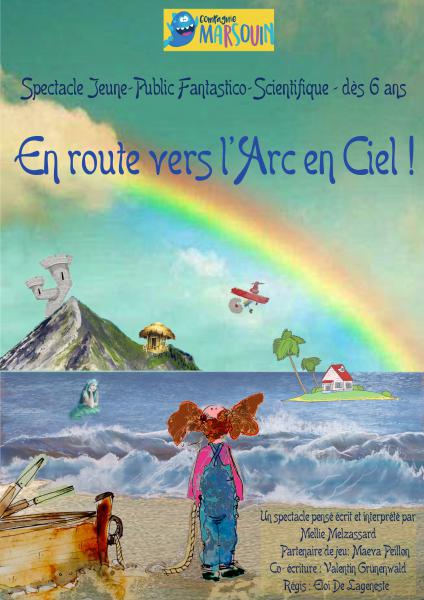 Compagnie
MARSOUIN
Spectacle Jeune-Public Fantastico-Scientifique - dès 6 ans
En route vers l'Arc en Ciel !
Un spectacle pensé écrit et interprété par
Mellie Melzassard
Partenaire de jeu: Maeva Peillon
Co-écriture : Valentin Grunenwald
Régis : Eloi De Lageneste